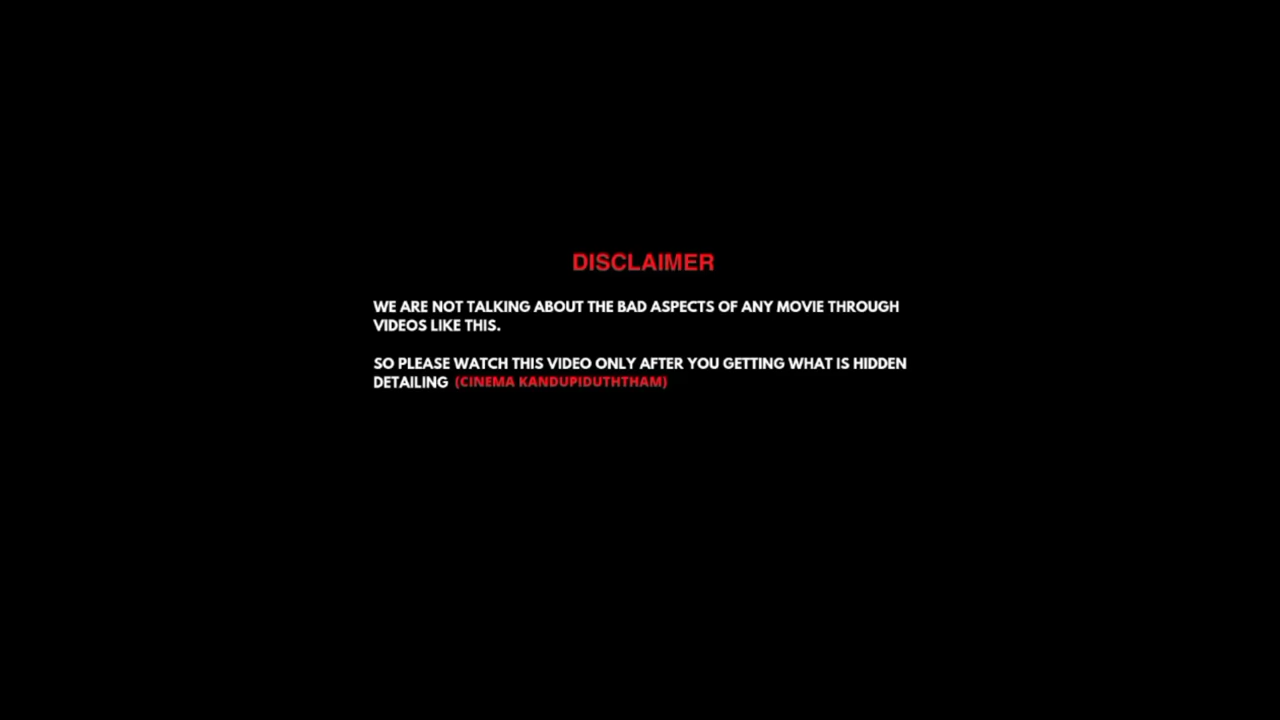 DISCLAIMER
WE ARE NOT TALKING ABOUT THE BAD ASPECTS OF ANY MOVIE THROUGH
VIDEOS LIKE THIS.
SO PLEASE WATCH THIS VIDEO ONLY AFTER YOU GETTING WHAT IS HIDDEN
DETAILING (CINEMA KANDUPIDUTHTHAM)